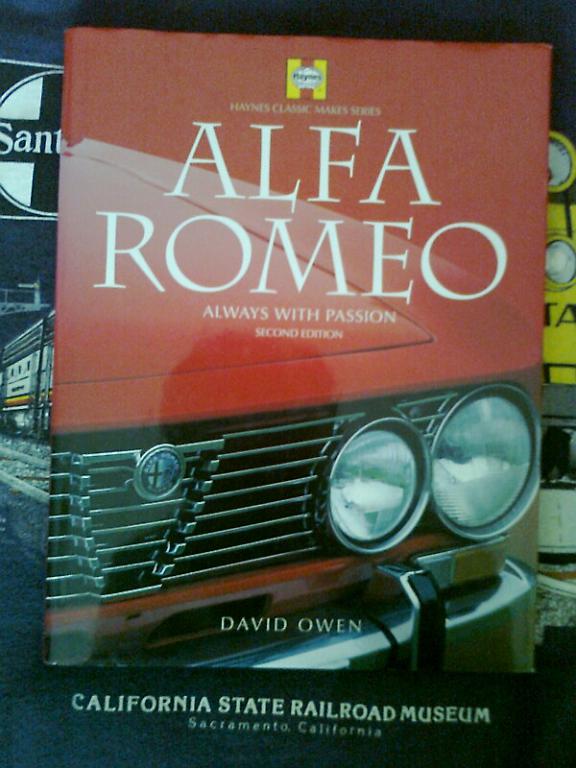 Haynes
HAYNES CLASSIC MAKES SERIES
ALFA
ROMEO
ALWAYS WITH PASSION
SECOND EDITION
Sant
TA
DAVID OWEN
CALIFORNIA STATE RAILROAD MUSEUM
Sacramento, California